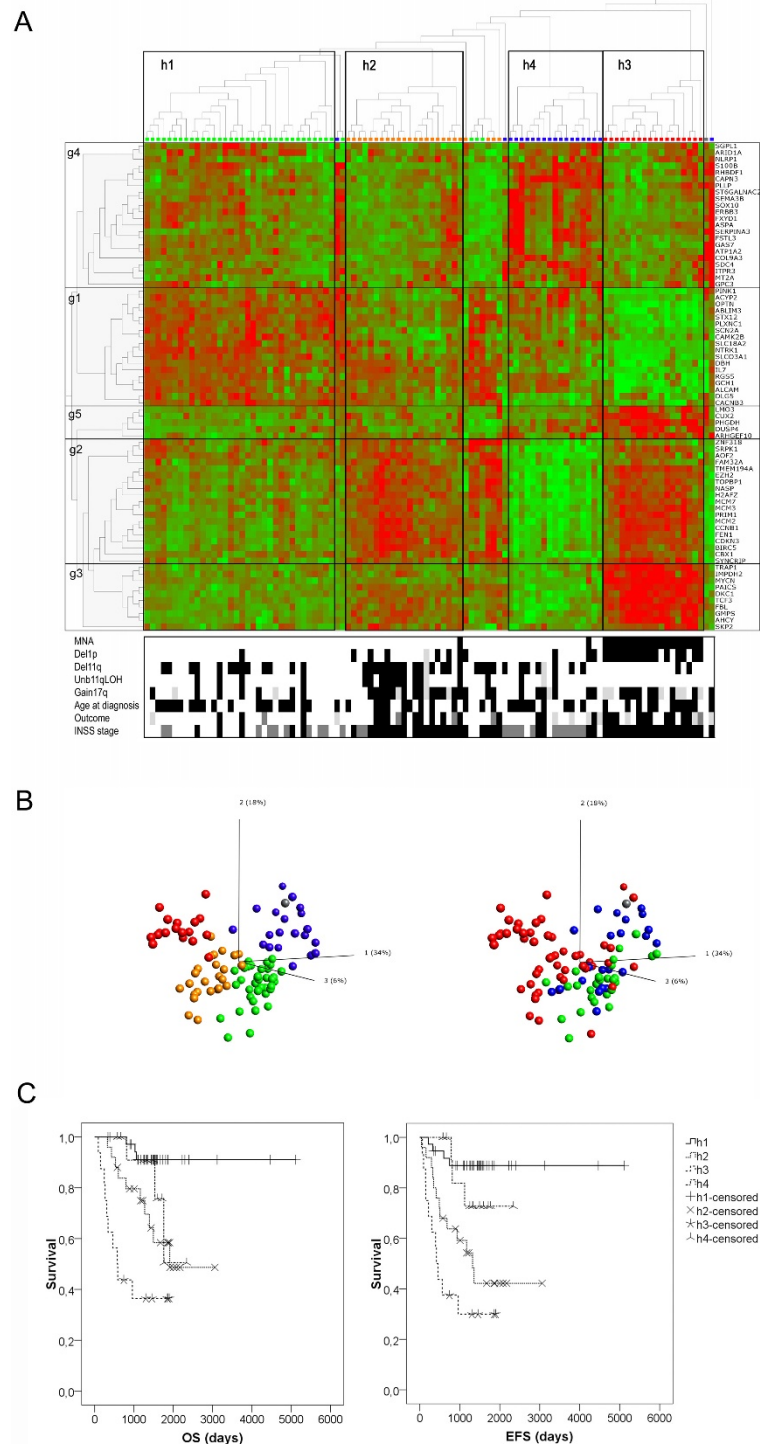 A
h1
h2
h4
h3
g4
SGPL1
ARID1A
NLRP1
S100B
RHBDF1
CAPN3
PLLP
ST6GALNAC2
SEMA3B
SOX10
ERBB3
FXYD1
ASPA
SERPINA3
FSTL3
GAS7
ATP1A2
COL9A3
SDC4
ITPR3
MT2A
GPC3
g1
PINK1
ACYP2
OPTN
ABLIM3
STX12
PLXNC1
SCN2A
CAMK2B
SLC18A2
NTRK1
SLCO3A1
DBH
IL7
RGS5
GCH1
ALCAM
DLG5
CACNB3
g5
LMO3
CUX2
PHGDH
DUSP4
ARHGEF10
g2
ZNF318
SRPK1
AOF2
FAM32A
TMEM194A
EZH2
TOPBP1
NASP
H2AFZ
MCM7
MCM3
PRIM1
MCM2
CCNB1
FEN1
CDKN3
BIRC5
CBX1
SYNCRIP
g3
TRAP1
IMPDH2
MYCN
PAICS
DKC1
TCF3
FBL
GMPS
AHCY
SKP2
MNA
Del1p
Del11q
Unb11qLOH
Gain17q
Age at diagnosis
Outcome
INSS stage
B
2 (18%)
1 (34%)
3 (6%)
2 (18%)
1 (34%)
3 (6%)
C
1,0
0,8
0,6
0,4
0,2
0,0
Survival
0 1000 2000 3000 4000 5000 6000
OS (days)
1,0
0,8
0,6
0,4
0,2
0,0
Survival
0 1000 2000 3000 4000 5000 6000
EFS (days)
h1
h2
h3
h4
h1-censored
h2-censored
h3-censored
h4-censored